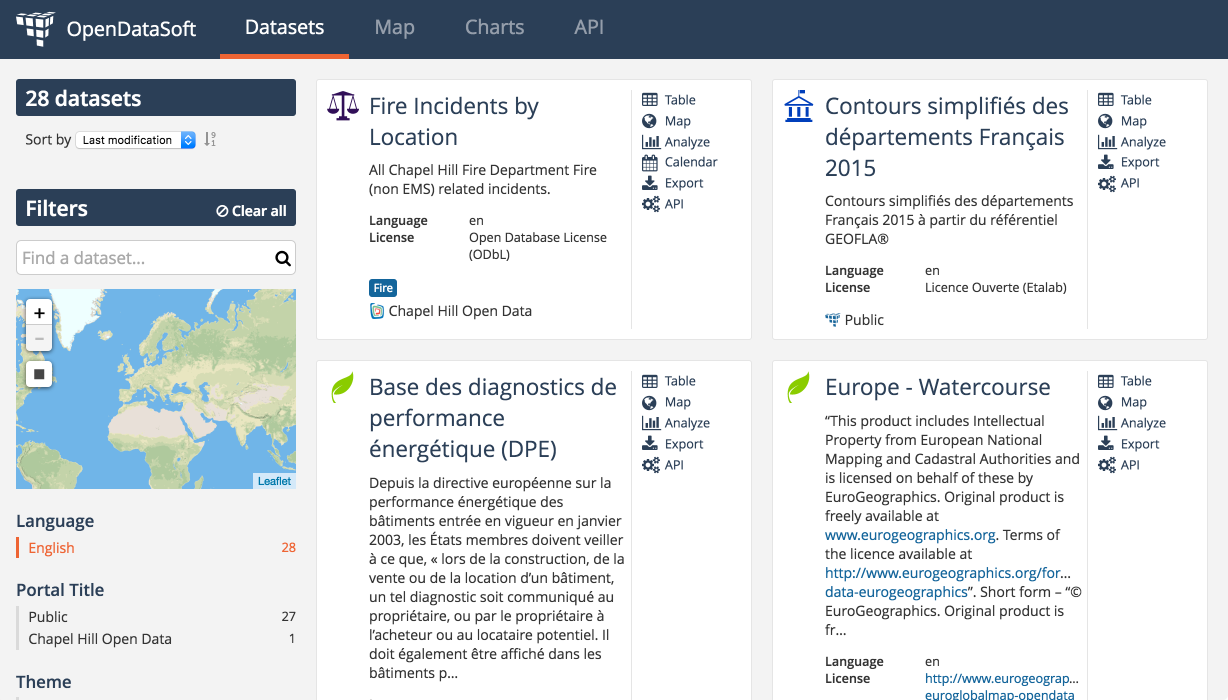 OpenDataSoft
Datasets
Map
Charts
API
28 datasets
Sort by Last modification
Filters
Clear all
Find a dataset...
+
−
Leaflet
Language
English 28
Portal Title
Public 27
Chapel Hill Open Data 1
Theme
Fire Incidents by
Location
All Chapel Hill Fire Department Fire
(non EMS) related incidents.
Language en
License Open Database License
(ODbL)
Fire
Chapel Hill Open Data
Table
Map
Analyze
Calendar
Export
API
Contours simplifiés des
départements Français
2015
Contours simplifiés des départements
Français 2015 à partir du référentiel
GEOFLA®
Language en
License Licence Ouverte (Etalab)
Public
Table
Map
Analyze
Export
API
Base des diagnostics de
performance
énergétique (DPE)
Depuis la directive européenne sur la
performance énergétique des
bâtiments entrée en vigueur en janvier
2003, les États membres doivent veiller
à ce que, « lors de la construction, de la
vente ou de la location d’un bâtiment,
un tel diagnostic soit communiqué au
propriétaire, ou par le propriétaire à
l’acheteur ou au locataire potentiel. Il
doit également être affiché dans les
bâtiments p...
Table
Map
Analyze
Export
API
Europe - Watercourse
“This product includes Intellectual
Property from European National
Mapping and Cadastral Authorities and
is licensed on behalf of these by
EuroGeographics. Original product is
freely available at
www.eurogeographics.org. Terms of
the licence available at
http://www.eurogeographics.org/for...
data-eurogeographics”. Short form – “©
EuroGeographics. Original product is
fr...
Language en
License http://www.eurogeograp...
euroglobalmap-opendata
Table
Map
Analyze
Export
API